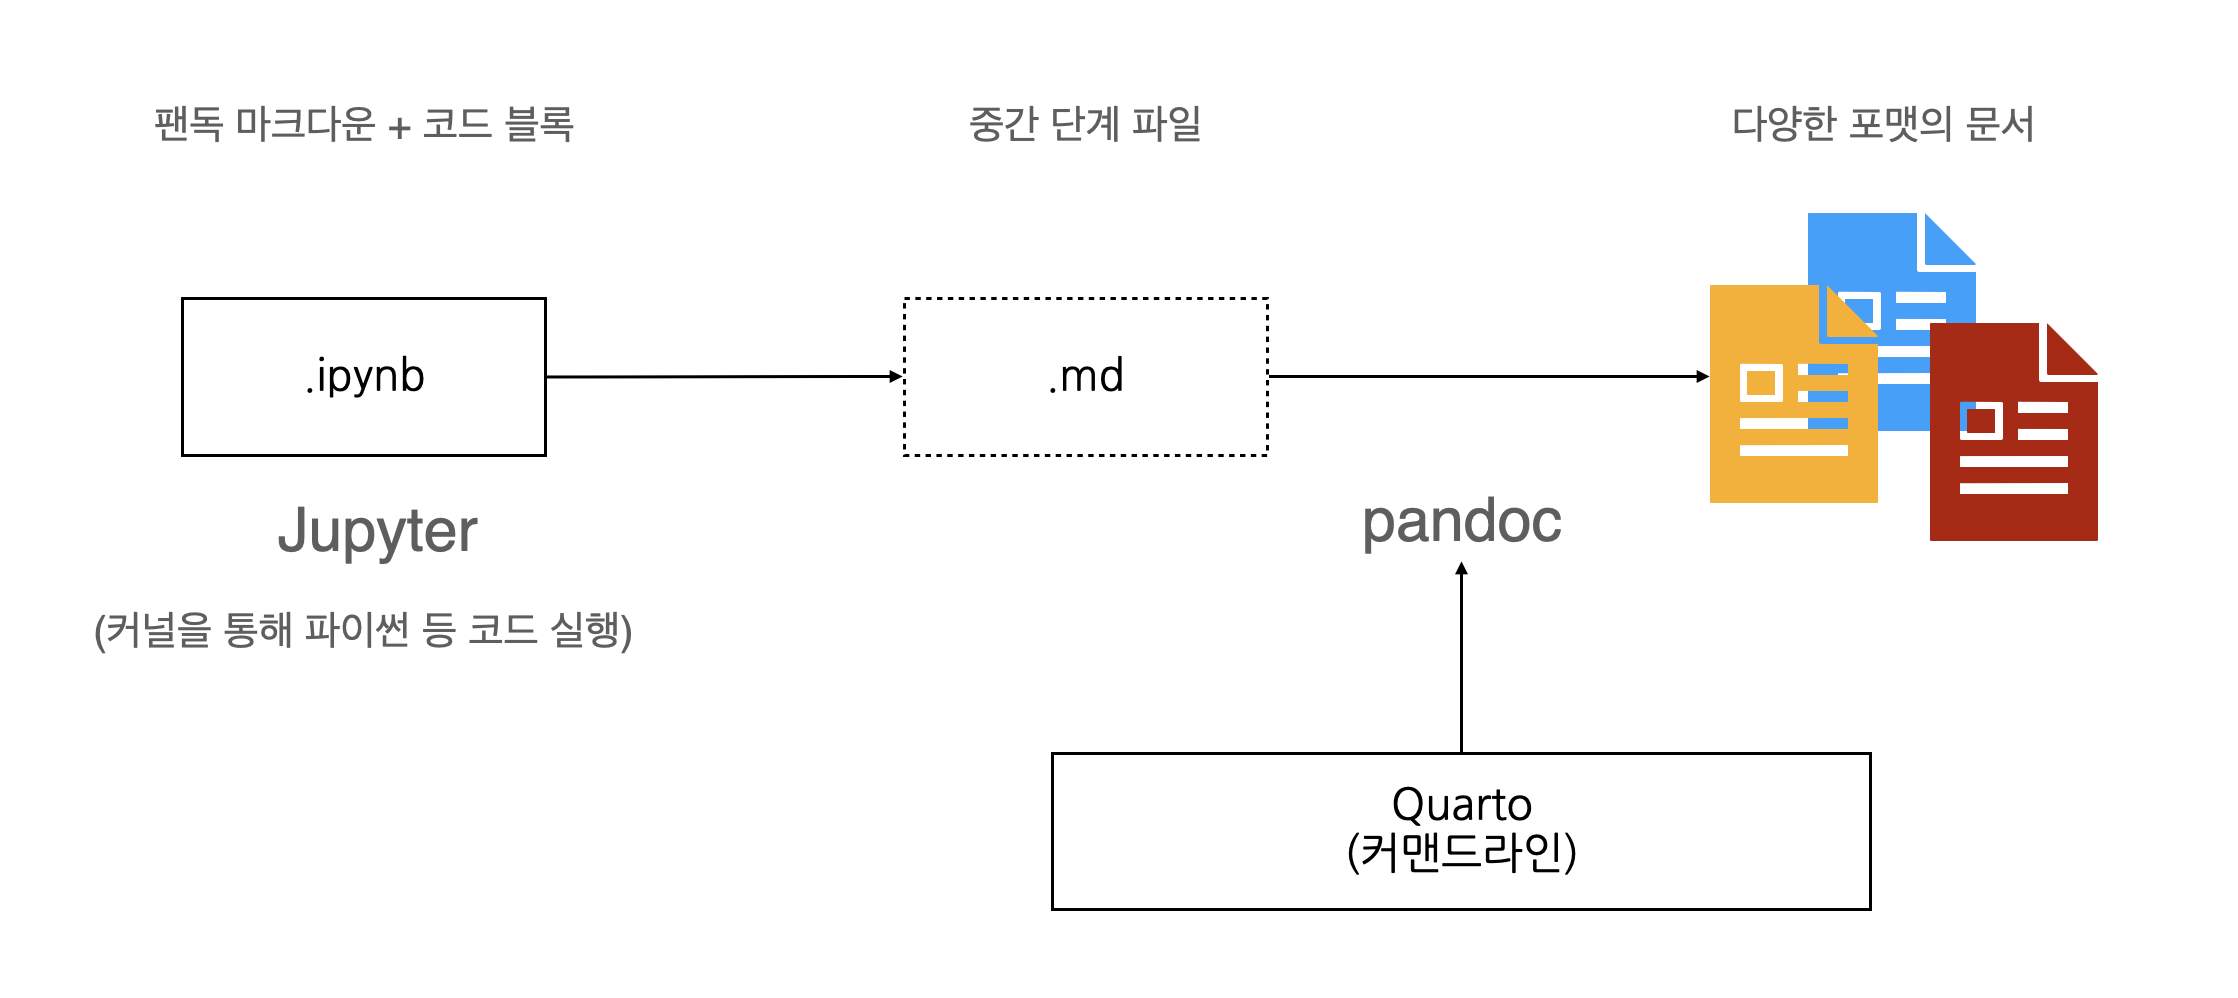 팬독 마크다운 + 코드 블록
중간 단계 파일
다양한 포맷의 문서
.ipynb
.md
Jupyter
pandoc
(커널을 통해 파이썬 등 코드 실행)
Quarto
(커맨드라인)